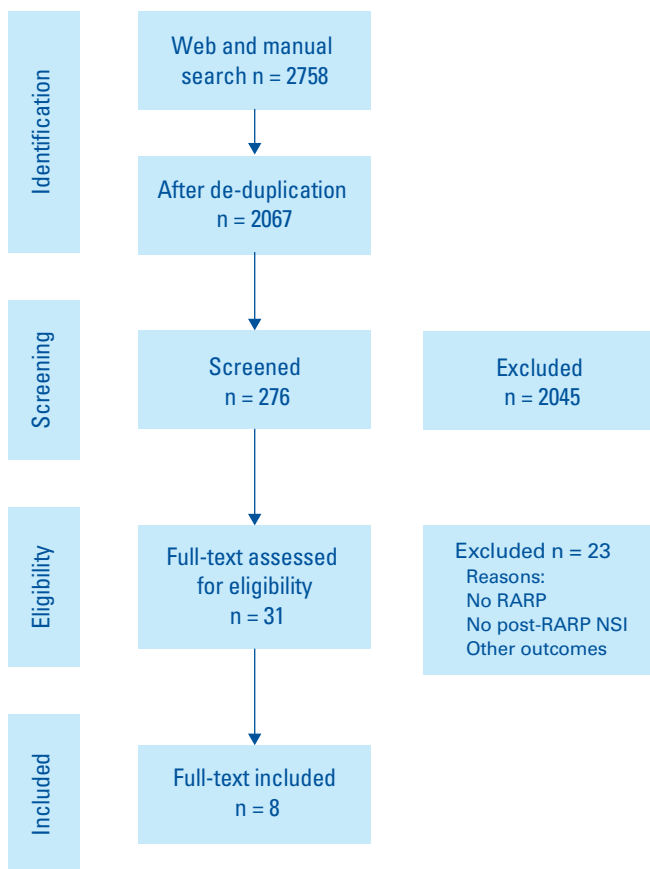 Identification
Web and manual
search n = 2758
After de-duplication
n = 2067
Screening
Screened
n = 276
Excluded
n = 2045
Eligibility
Full-text assessed
for eligibility
n = 31
Excluded n = 23
Reasons:
No RARP
No post-RARP NSI
Other outcomes
Included
Full-text included
n = 8